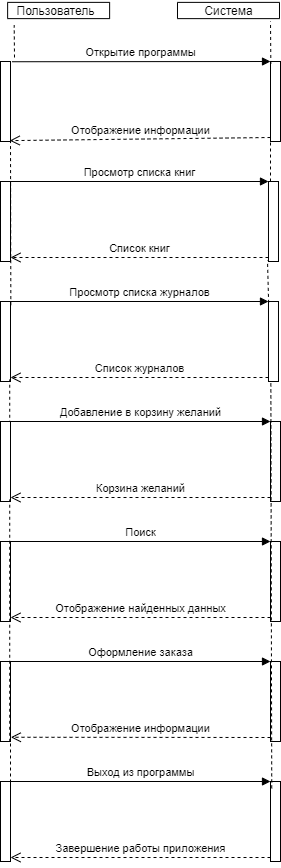 Пользователь
Система
Открытие программы
Отображение информации
Просмотр списка книг
Список книг
Просмотр списка журналов
Список журналов
Добавление в корзину желаний
Корзина желаний
Поиск
Отображение найденных данных
Оформление заказа
Отображение информации
Выход из программы
Завершение работы приложения